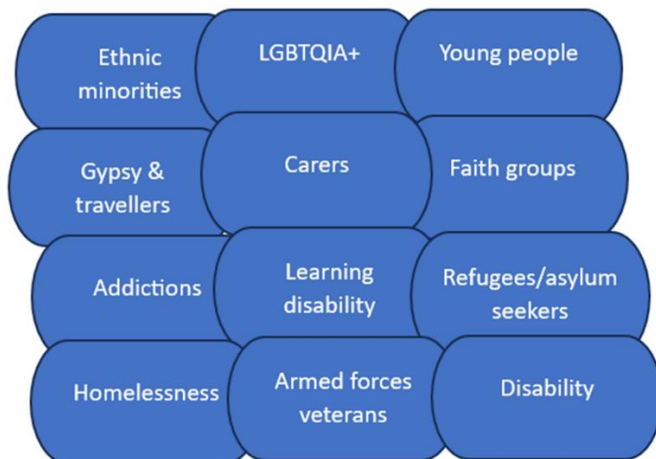 Ethnic
minorities
LGBTQIA+
Young people
Gypsy &
travellers
Carers
Faith groups
Addictions
Learning
disability
Refugees/asylum
seekers
Homelessness
Armed forces
veterans
Disability